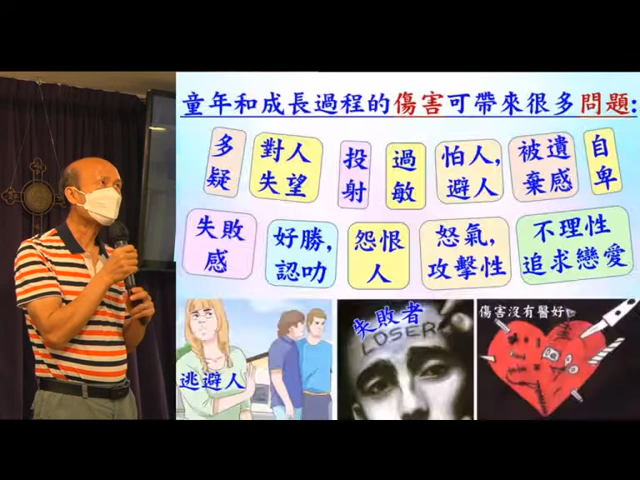 童年和成長過程的傷害可帶來很多問題:
多疑
對人失望
投射
過敏
怕人,避人
被遺棄感
自卑
失敗感
好勝,認叻
怨恨人
怒氣,攻擊性
不理性追求戀愛
逃避人
失敗者
LOSER
傷害沒有醫好